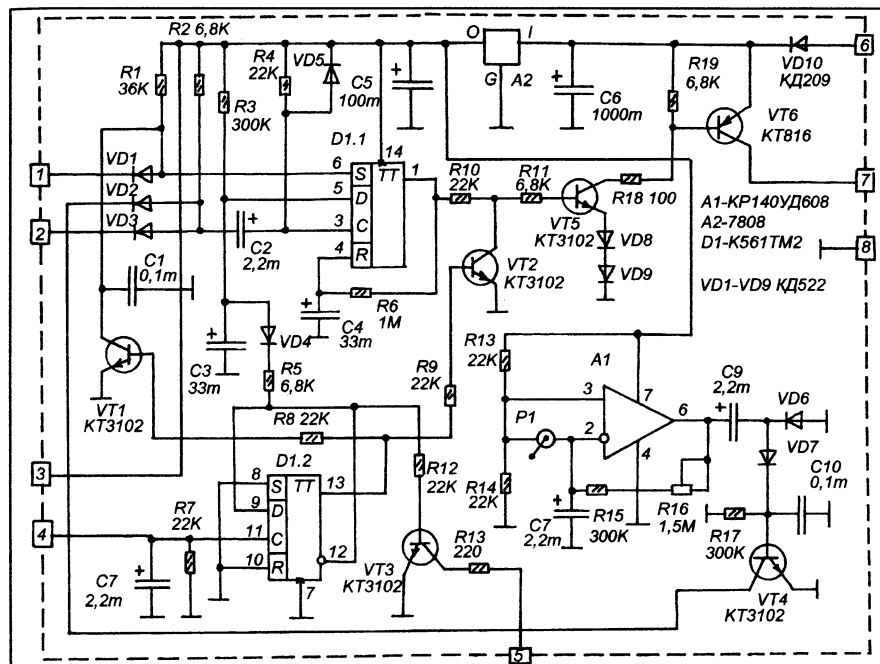 R2 6,8K
R1
36K
R4
22K
VD5
R3
300K
C5
100m
+
O
I
G
A2
C6
1000m
+
R19
6,8K
VD10
КД209
6
VT6
КТ816
D1.1
1
VD1
6
S
TT
14
1
R10
22K
R11
6,8K
R18 100
7
VD2
5
D
2
VD3
3
C
C2
2,2m
+
4
R
VT5
КТ3102
VD8
VD9
A1-КР140УД608
A2-7808
D1-К561ТМ2
8
VD1-VD9 КД522
C1
0,1m
VT2
КТ3102
R6
1M
+
C4
33m
+
C3
33m
VD4
R5
6,8K
R9
22K
R13
22K
A1
C9
2,2m
+
VT1
КТ3102
R8 22K
P1
3
7
6
2
4
VD6
VD7
C10
0,1m
3
D1.2
8
S
TT
13
9
D
11
C
10
R
12
7
R12
22K
R14
22K
+
C7
2,2m
R15
300K
R16
1,5M
R17
300K
4
R7
22K
+
C7
2,2m
VT3
КТ3102
R13
220
VT4
КТ3102
5